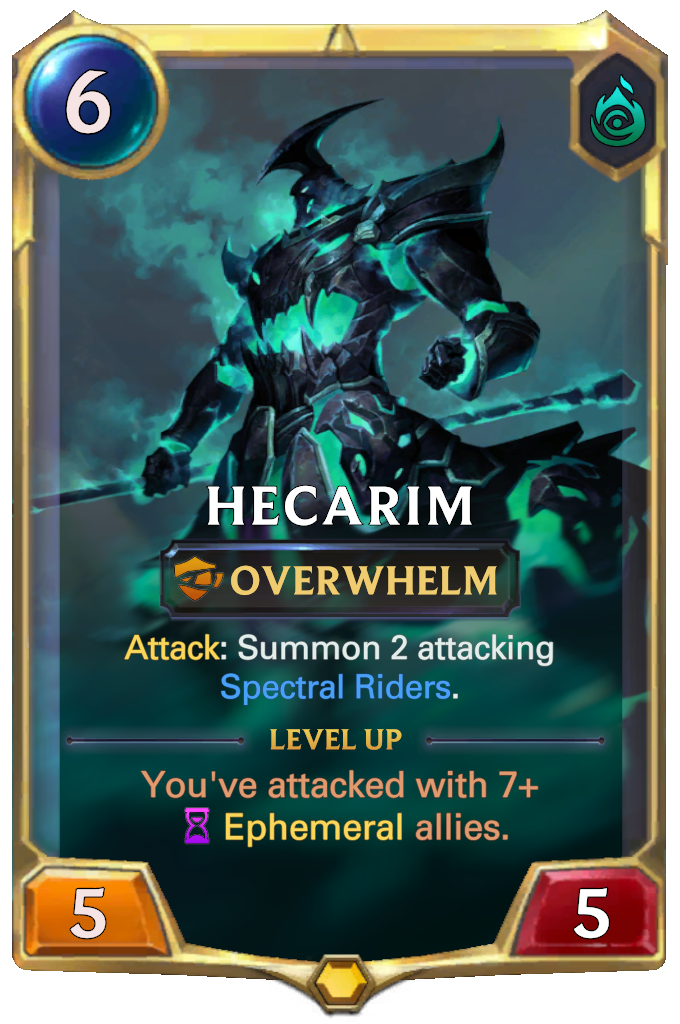 6
HECARIM
OVERWHELM
Attack: Summon 2 attacking
Spectral Riders.
LEVEL UP
You've attacked with 7+
Ephemeral allies.
5
5